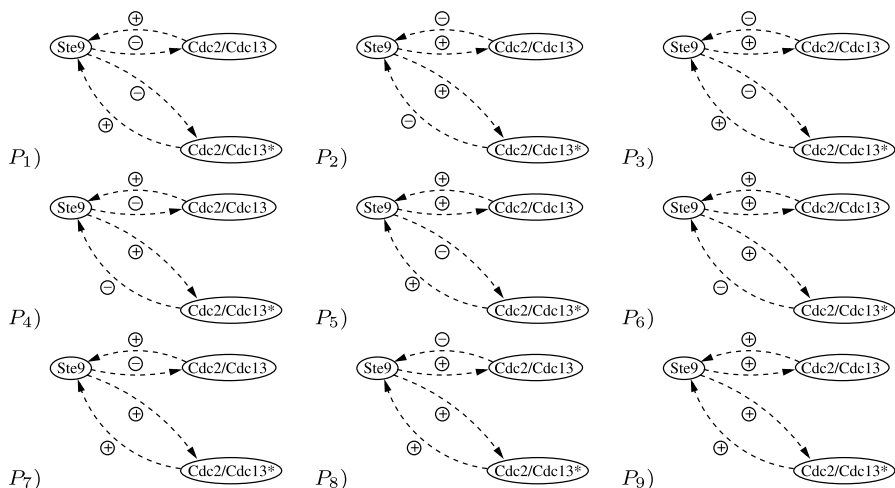 + + −
Ste9 − Cdc2/Cdc13 Ste9 + Cdc2/Cdc13 Ste9 + Cdc2/Cdc13
− + −
+ − +
P1) Cdc2/Cdc13* P2) Cdc2/Cdc13* P3) Cdc2/Cdc13*
+ + +
Ste9 − Cdc2/Cdc13 Ste9 + Cdc2/Cdc13 Ste9 + Cdc2/Cdc13
+ − +
− + −
P4) Cdc2/Cdc13* P5) Cdc2/Cdc13* P6) Cdc2/Cdc13*
+ − +
Ste9 − Cdc2/Cdc13 Ste9 + Cdc2/Cdc13 Ste9 + Cdc2/Cdc13
+ + +
+ + +
P7) Cdc2/Cdc13* P8) Cdc2/Cdc13* P9) Cdc2/Cdc13*